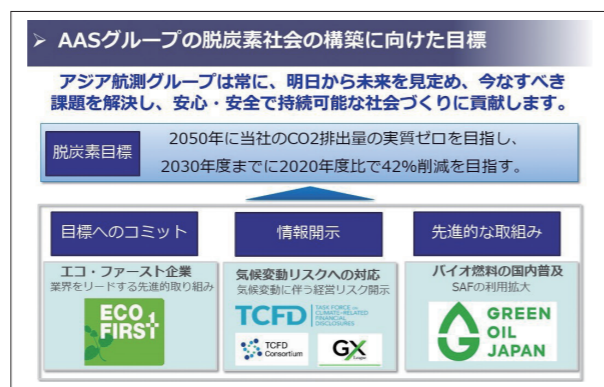 ➢ AASグループの脱炭素社会の構築に向けた目標
アジア航測グループは常に、明日から未来を見定め、今なすべき
課題を解決し、安心・安全で持続可能な社会づくりに貢献します。
脱炭素目標
2050年に当社のCO2排出量の実質ゼロを目指し、
2030年度までに2020年度比で42%削減を目指す。
目標へのコミット
エコ・ファースト企業
業界をリードする先進的取り組み
ECO
FIRST
情報開示
気候変動リスクへの対応
気候変動に伴う経営リスク開示
TCFD
TASK FORCE ON
CLIMATE-RELATED
FINANCIAL
DISCLOSURES
TCFD
Consortium
GX
先進的な取組み
バイオ燃料の国内普及
SAFの利用拡大
GREEN
OIL
JAPAN